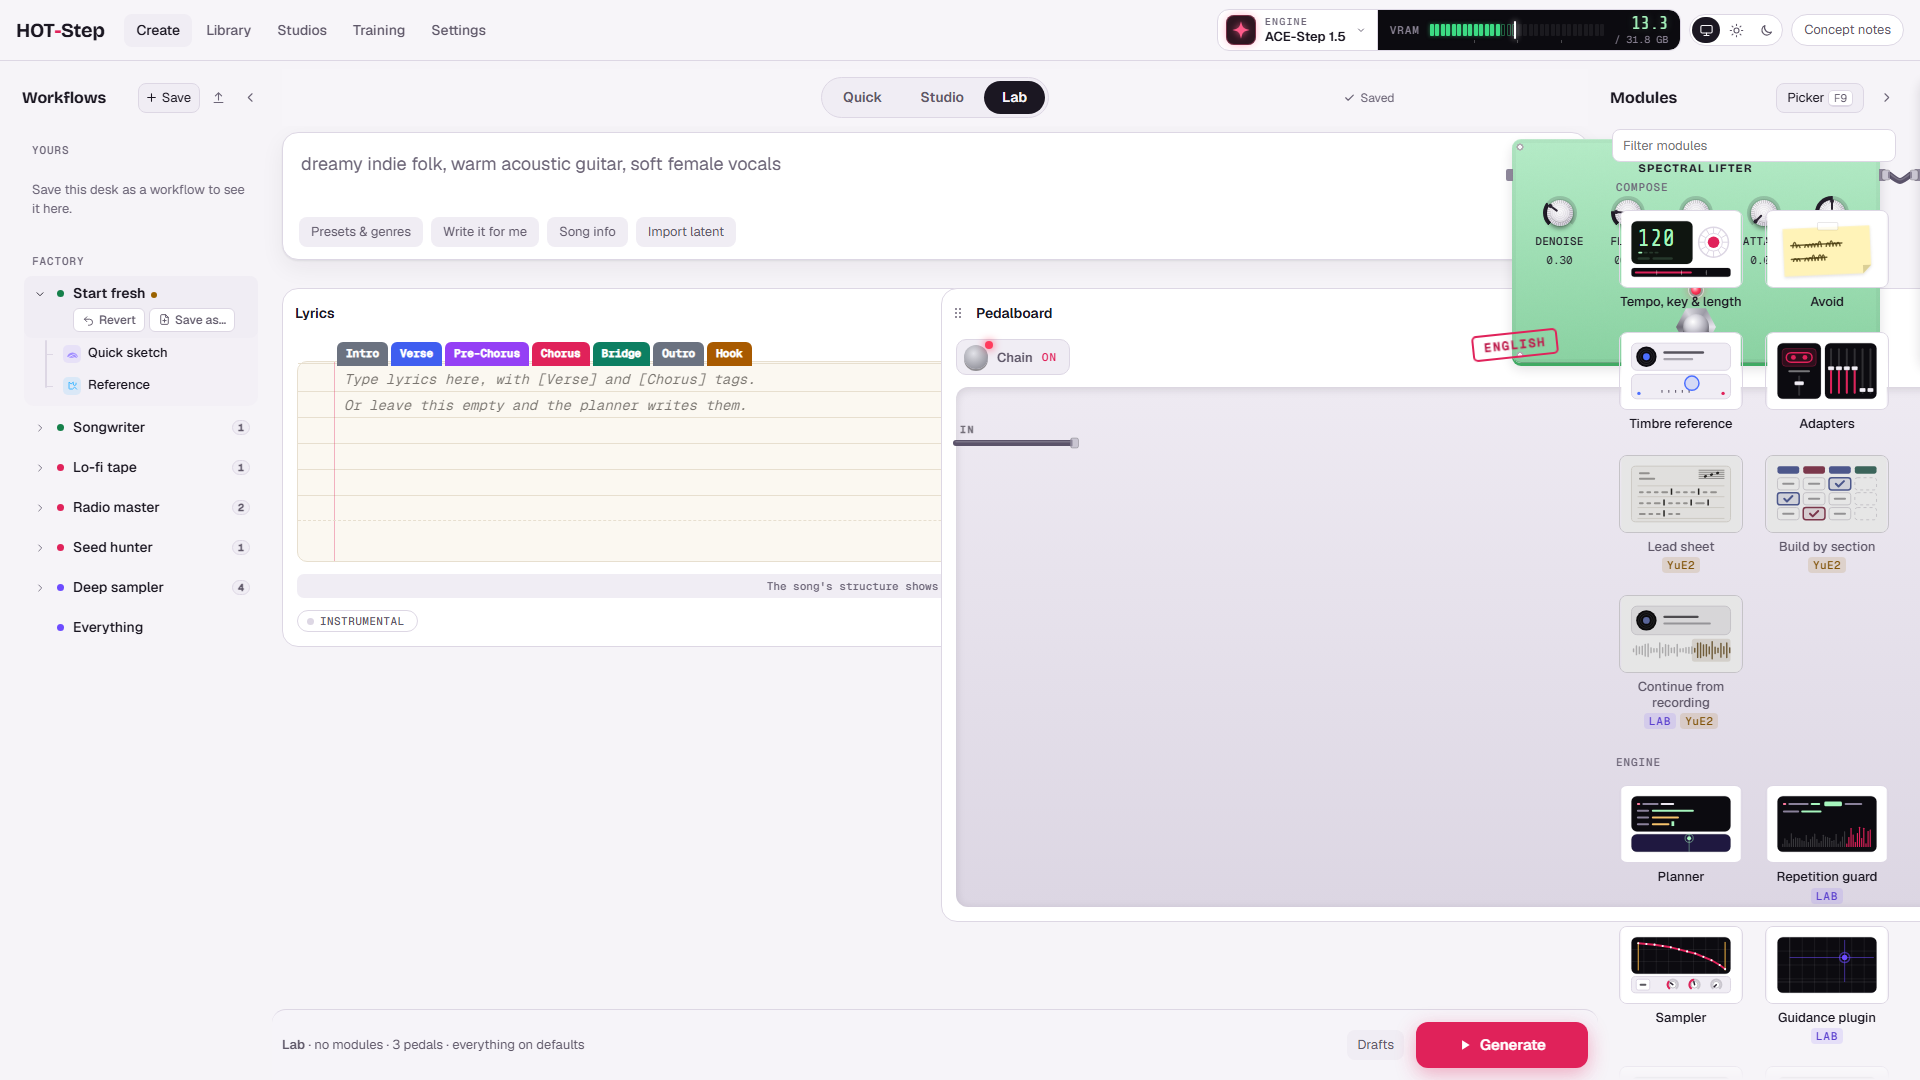 HOT-Step
Create
Library
Studios
Training
Settings
ENGINE
ACE-Step 1.5
VRAM
13.3
/ 31.8 GB
Concept notes
Workflows
+ Save
Quick
Studio
Lab
Saved
Modules
Picker F9
Filter modules
YOURS
Save this desk as a workflow to see
it here.
FACTORY
Start fresh
Revert
Save as...
Quick sketch
Reference
Songwriter 1
Lo-fi tape 1
Radio master 2
Seed hunter 1
Deep sampler 4
Everything
dreamy indie folk, warm acoustic guitar, soft female vocals
Presets & genres
Write it for me
Song info
Import latent
Lyrics
Intro
Verse
Pre-Chorus
Chorus
Bridge
Outro
Hook
Type lyrics here, with [Verse] and [Chorus] tags.
Or leave this empty and the planner writes them.
The song's structure shows
INSTRUMENTAL
ENGLISH
Pedalboard
Chain ON
IN
SPECTRAL LIFTER
DENOISE
0.30
COMPOSE
120
Tempo, key & length
Avoid
Timbre reference
Adapters
Lead sheet
YuE2
Build by section
YuE2
Continue from
recording
LAB YuE2
ENGINE
Planner
Repetition guard
LAB
Sampler
Guidance plugin
LAB
Lab · no modules · 3 pedals · everything on defaults
Drafts
Generate